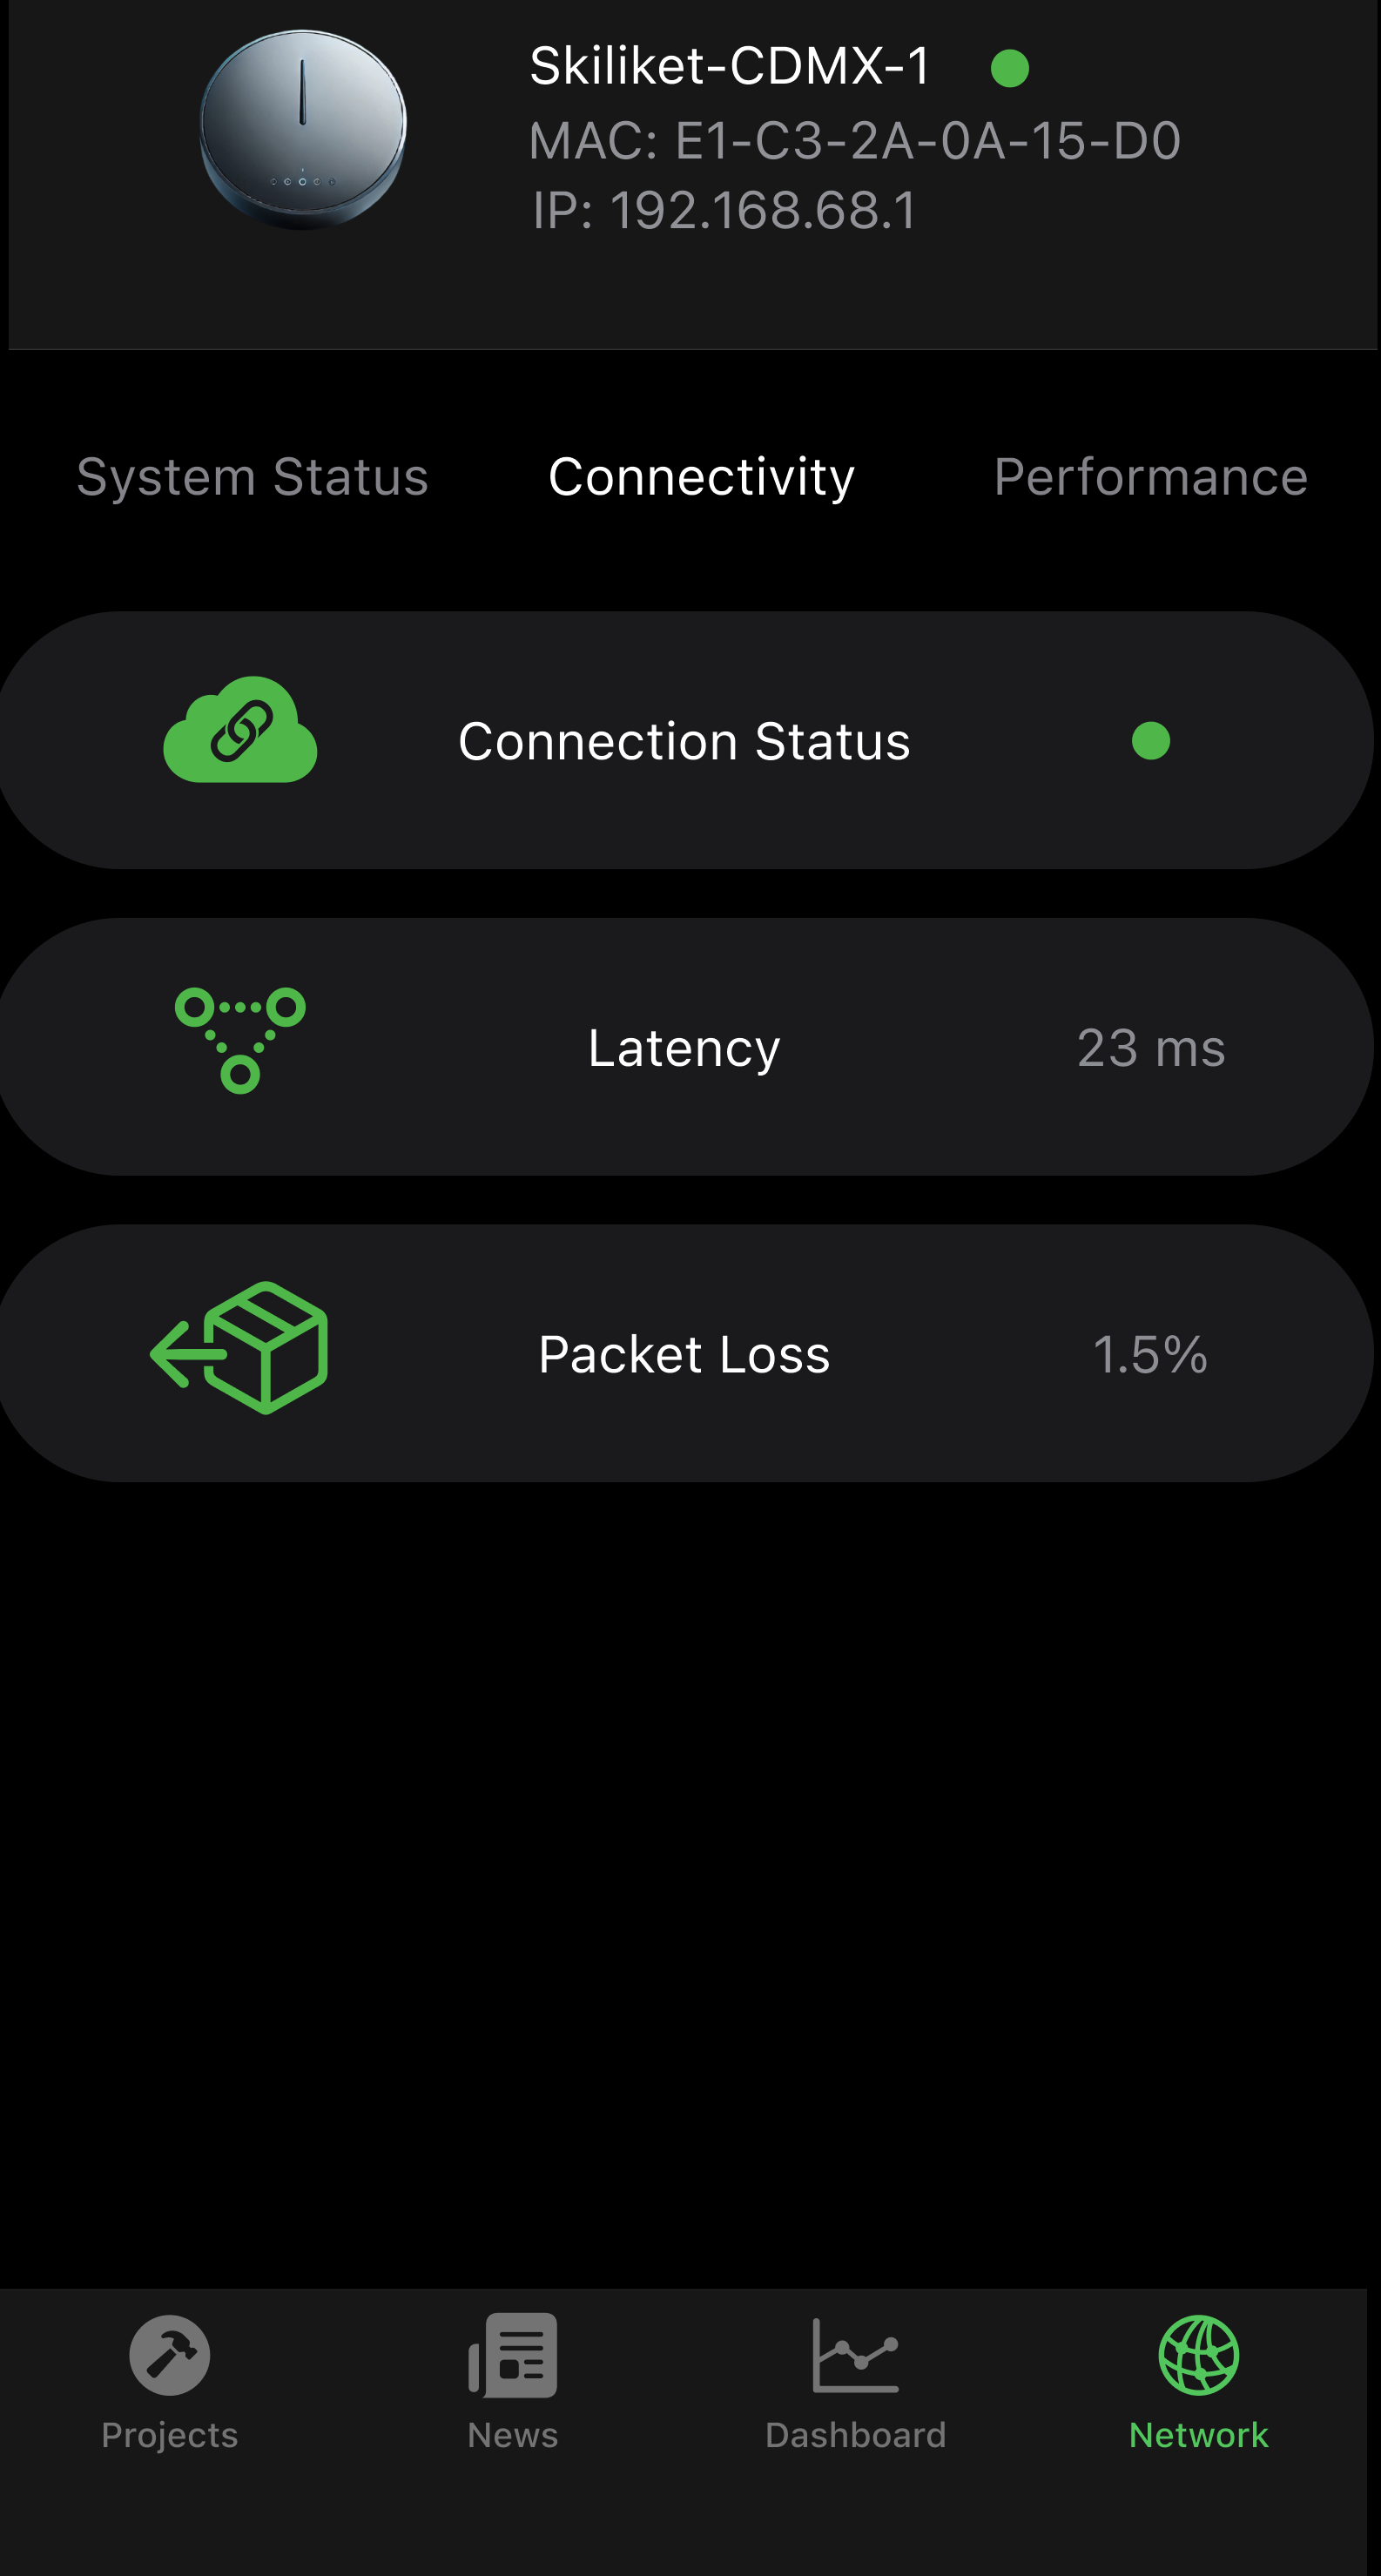 Skiliket-CDMX-1
MAC: E1-C3-2A-0A-15-D0
IP: 192.168.68.1
System Status Connectivity Performance
Connection Status
Latency 23 ms
Packet Loss 1.5%
Projects News Dashboard Network